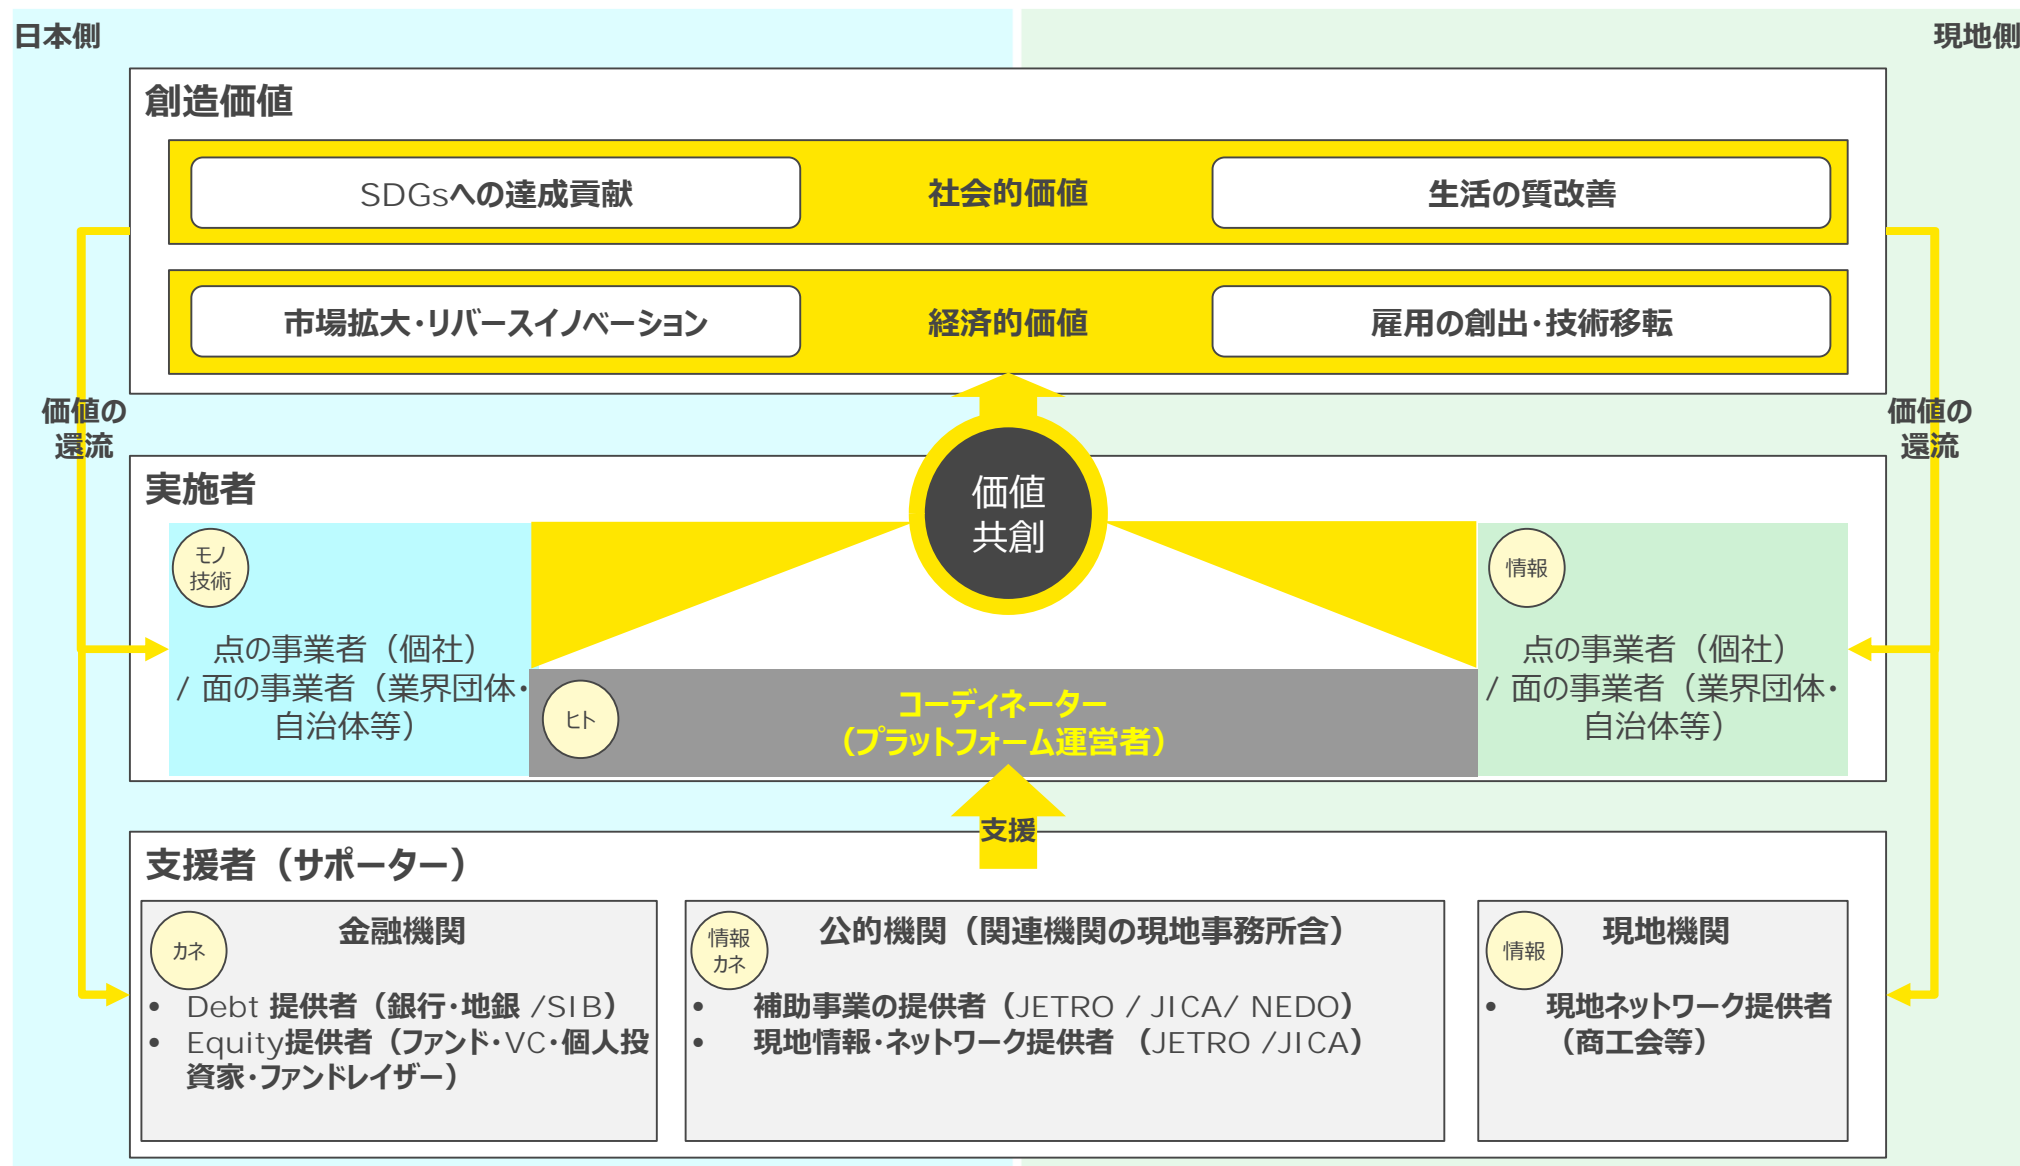 日本側
現地側
創造価値
SDGsへの達成貢献
社会的価値
生活の質改善
市場拡大・リバースイノベーション
経済的価値
雇用の創出・技術移転
価値の
還流
価値の
還流
実施者
価値
共創
モノ
技術
点の事業者（個社）
/ 面の事業者（業界団体・
自治体等）
情報
点の事業者（個社）
/ 面の事業者（業界団体・
自治体等）
ヒト
コーディネーター
（プラットフォーム運営者）
支援
支援者（サポーター）
カネ
金融機関
• Debt 提供者（銀行・地銀 /SIB）
• Equity提供者（ファンド・VC・個人投
資家・ファンドレイザー）
情報
カネ
公的機関（関連機関の現地事務所含）
• 補助事業の提供者（JETRO / JICA/ NEDO）
• 現地情報・ネットワーク提供者 （JETRO /JICA）
情報
現地機関
• 現地ネットワーク提供者
（商工会等）